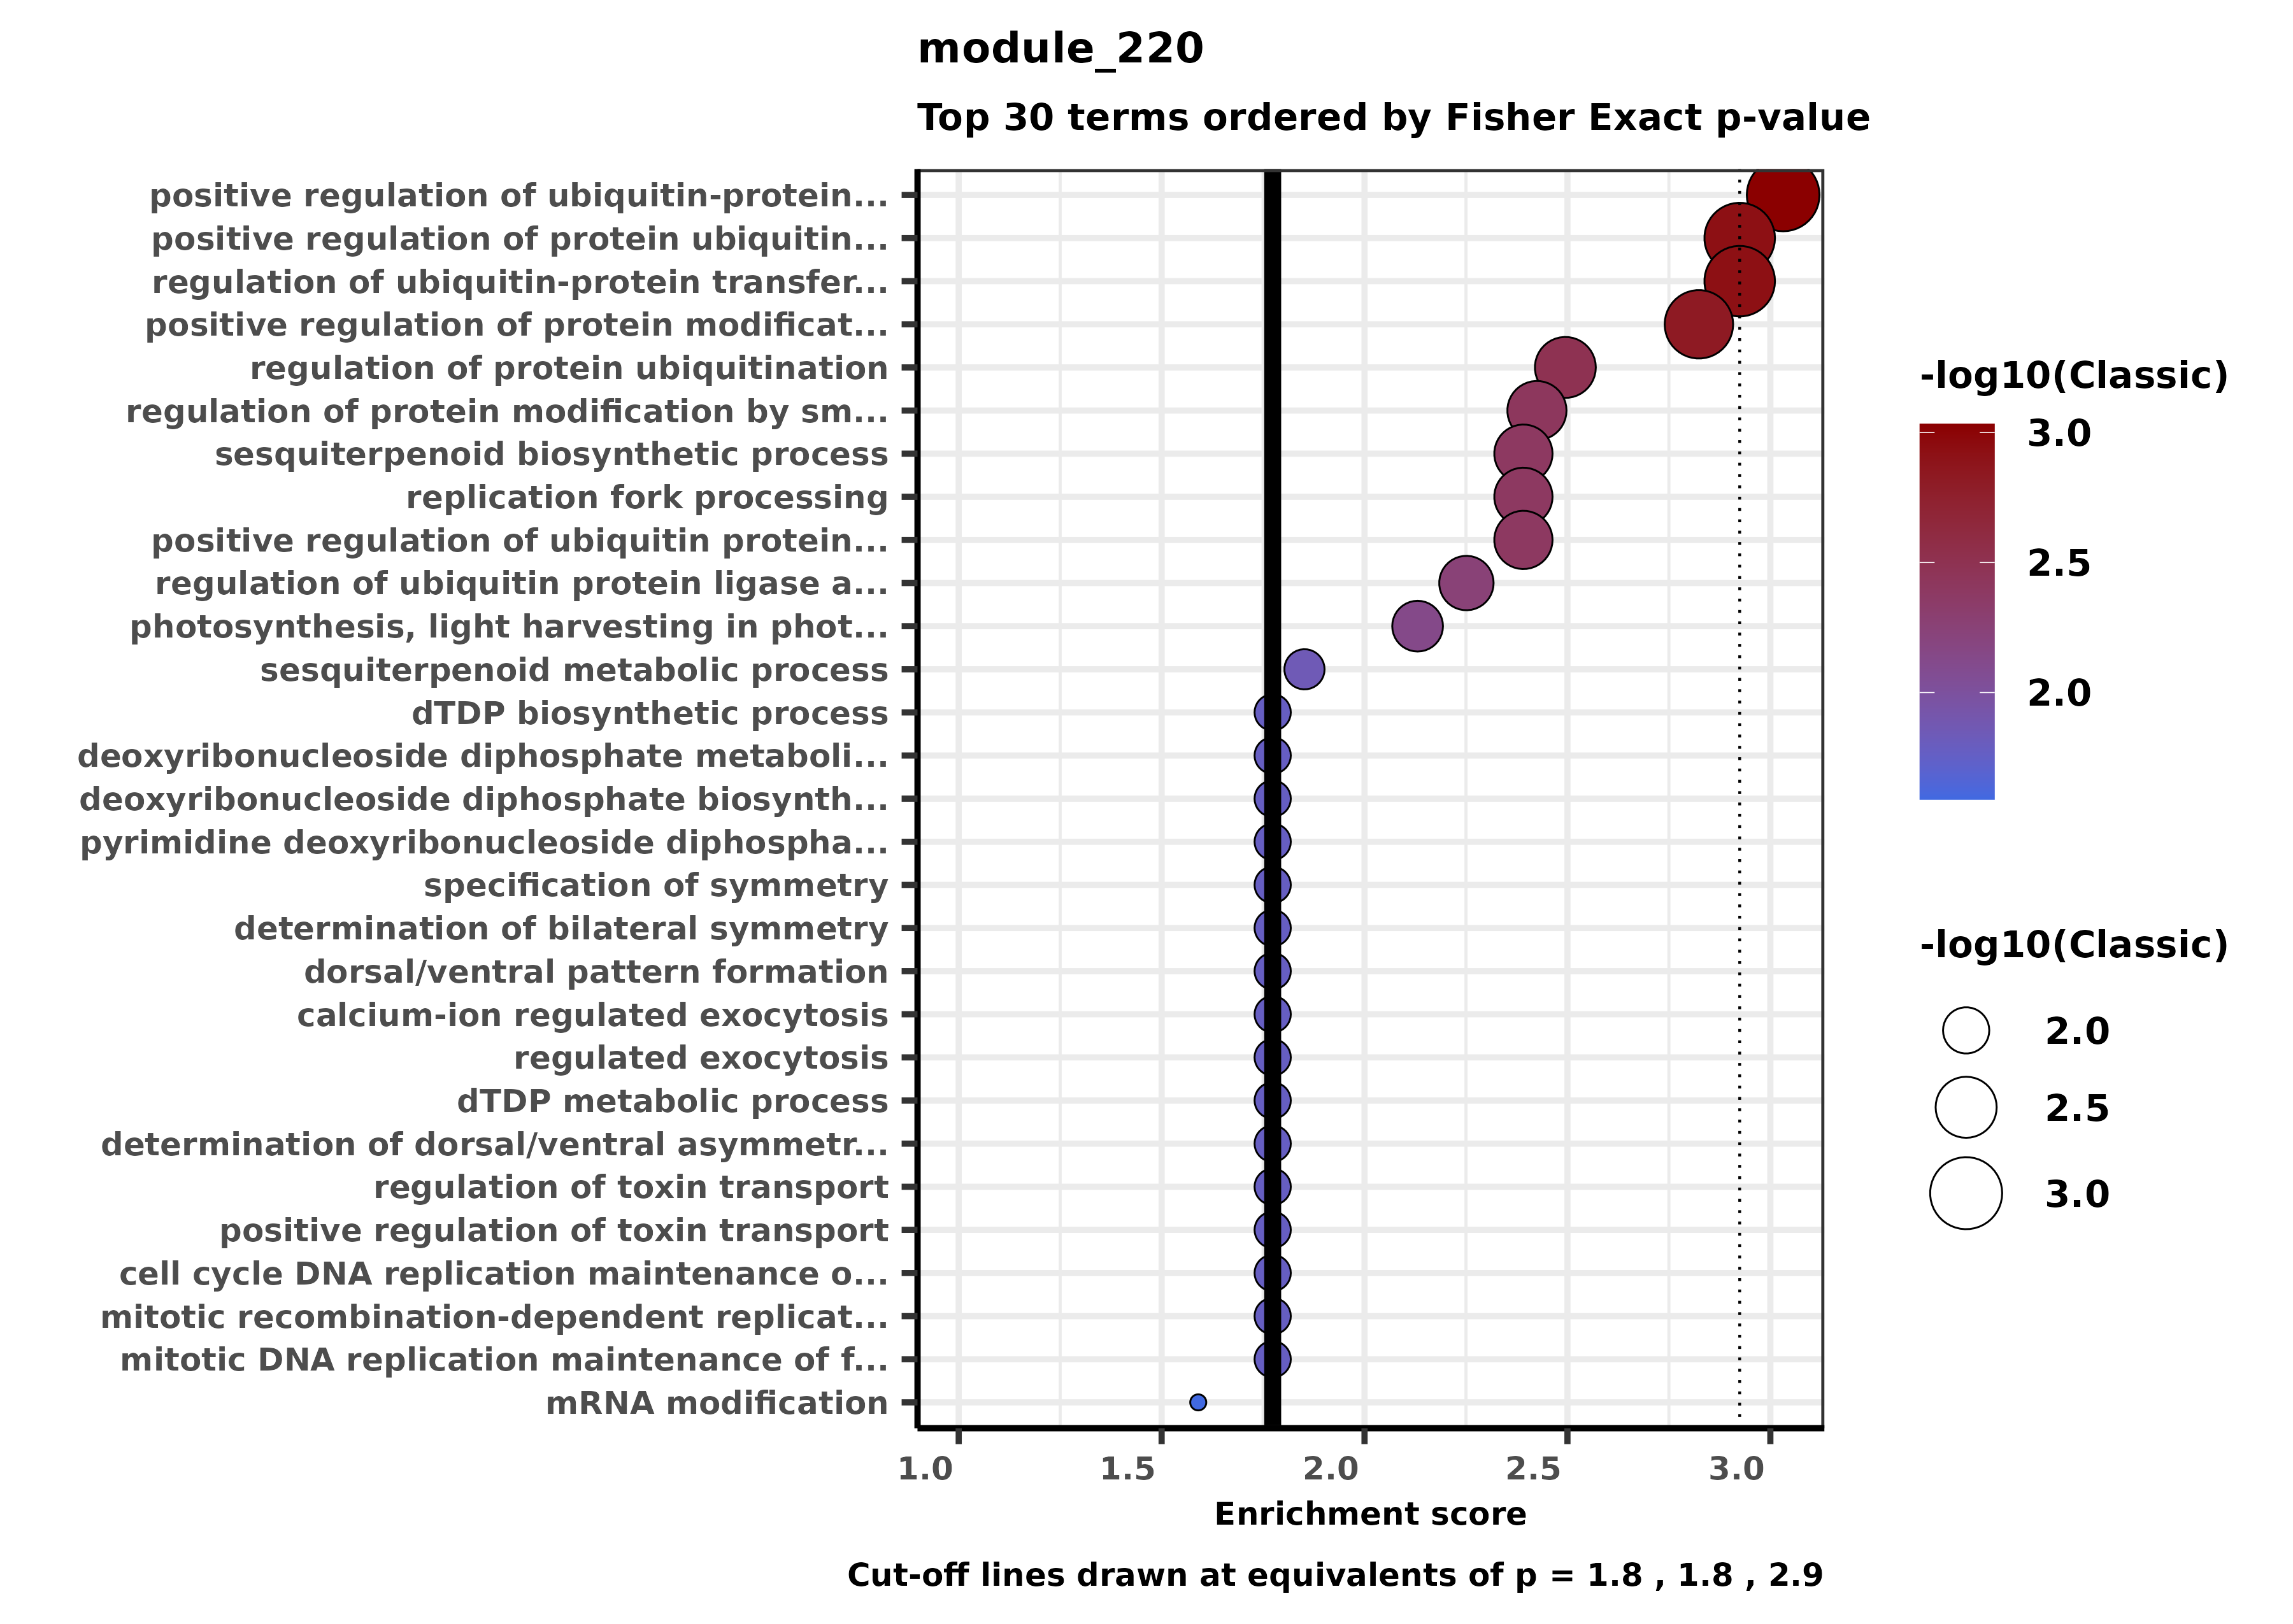 module_220
Top 30 terms ordered by Fisher Exact p-value
positive regulation of ubiquitin-protein...
positive regulation of protein ubiquitin...
regulation of ubiquitin-protein transfer...
positive regulation of protein modificat...
regulation of protein ubiquitination
regulation of protein modification by sm...
sesquiterpenoid biosynthetic process
replication fork processing
positive regulation of ubiquitin protein...
regulation of ubiquitin protein ligase a...
photosynthesis, light harvesting in phot...
sesquiterpenoid metabolic process
dTDP biosynthetic process
deoxyribonucleoside diphosphate metaboli...
deoxyribonucleoside diphosphate biosynth...
pyrimidine deoxyribonucleoside diphospha...
specification of symmetry
determination of bilateral symmetry
dorsal/ventral pattern formation
calcium-ion regulated exocytosis
regulated exocytosis
dTDP metabolic process
determination of dorsal/ventral asymmetr...
regulation of toxin transport
positive regulation of toxin transport
cell cycle DNA replication maintenance o...
mitotic recombination-dependent replicat...
mitotic DNA replication maintenance of f...
mRNA modification
1.0 1.5 2.0 2.5 3.0
Enrichment score
Cut-off lines drawn at equivalents of p = 1.8 , 1.8 , 2.9
-log10(Classic)
3.0
2.5
2.0
-log10(Classic)
2.0
2.5
3.0